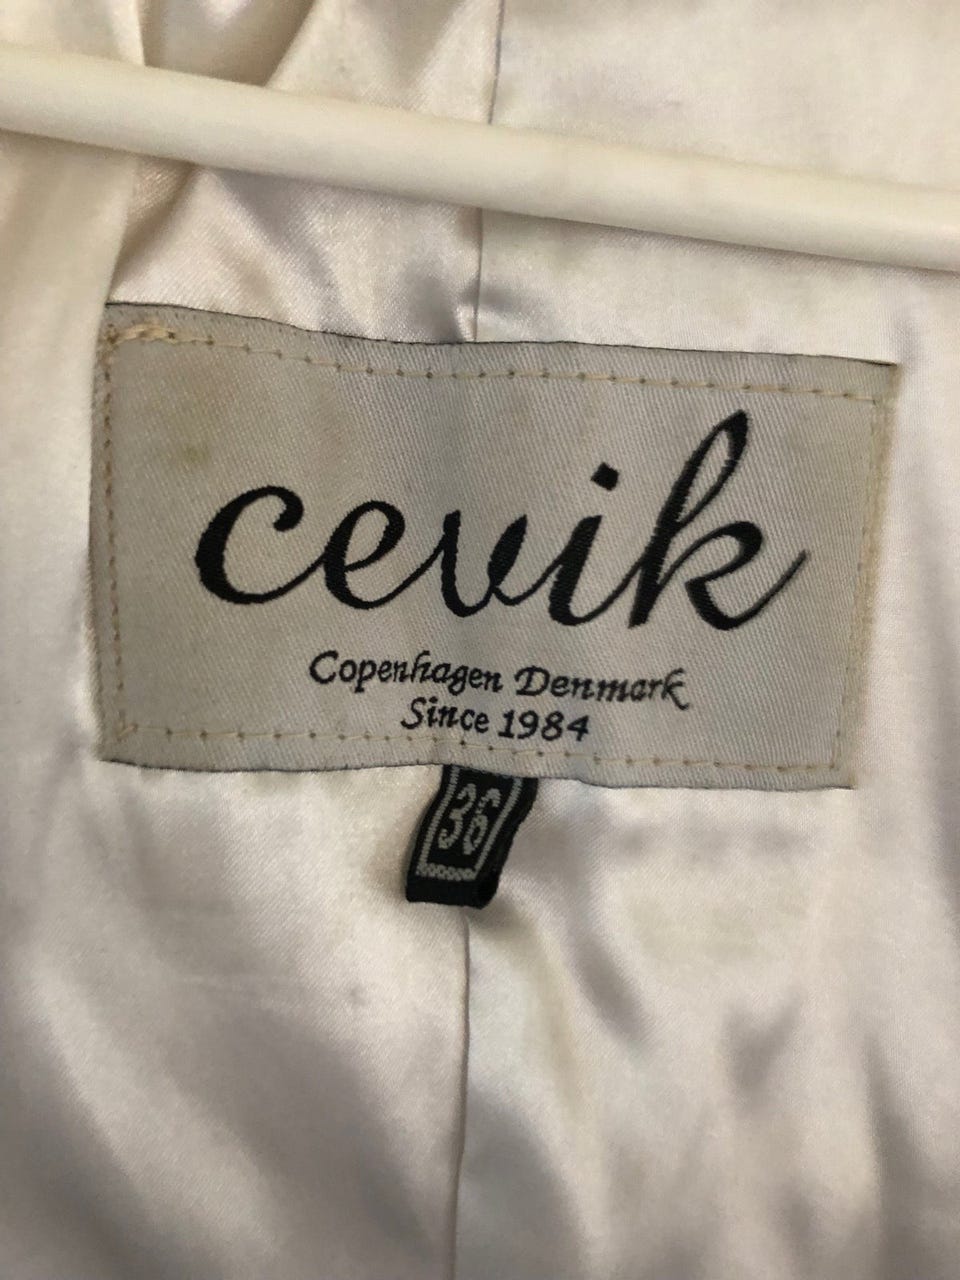 cevik
Copenhagen Denmark
Since 1984
36